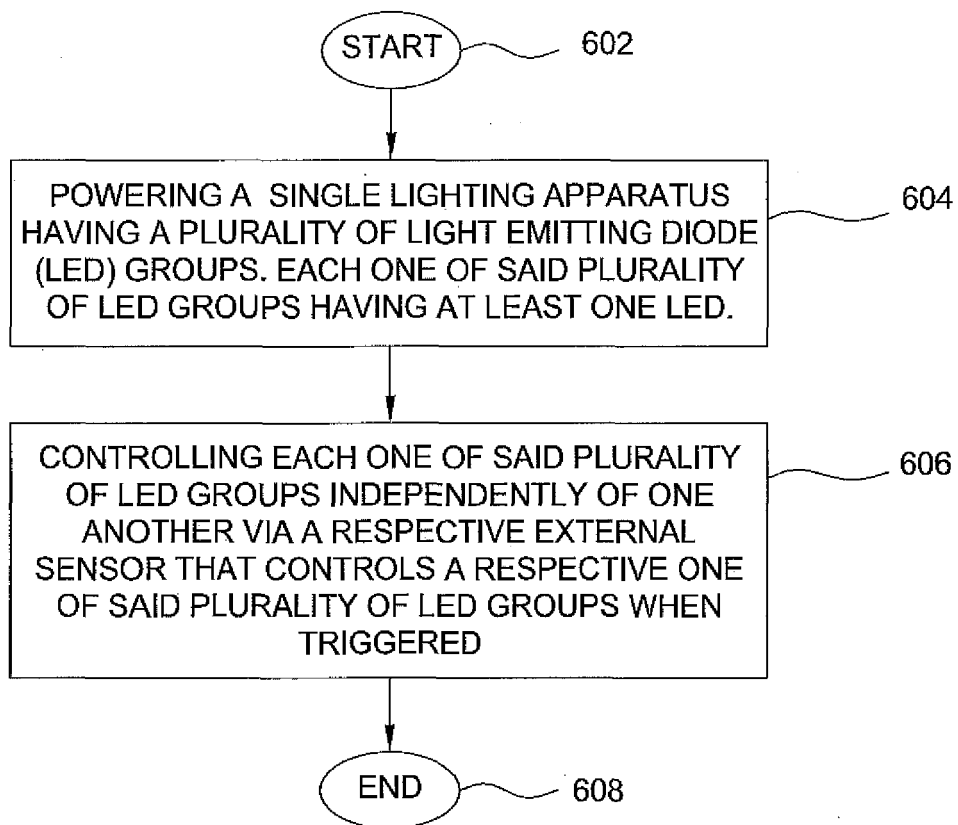 START
602
POWERING A SINGLE LIGHTING APPARATUS
HAVING A PLURALITY OF LIGHT EMITTING DIODE
(LED) GROUPS. EACH ONE OF SAID PLURALITY
OF LED GROUPS HAVING AT LEAST ONE LED.
604
CONTROLLING EACH ONE OF SAID PLURALITY
OF LED GROUPS INDEPENDENTLY OF ONE
ANOTHER VIA A RESPECTIVE EXTERNAL
SENSOR THAT CONTROLS A RESPECTIVE ONE
OF SAID PLURALITY OF LED GROUPS WHEN
TRIGGERED
606
END
608